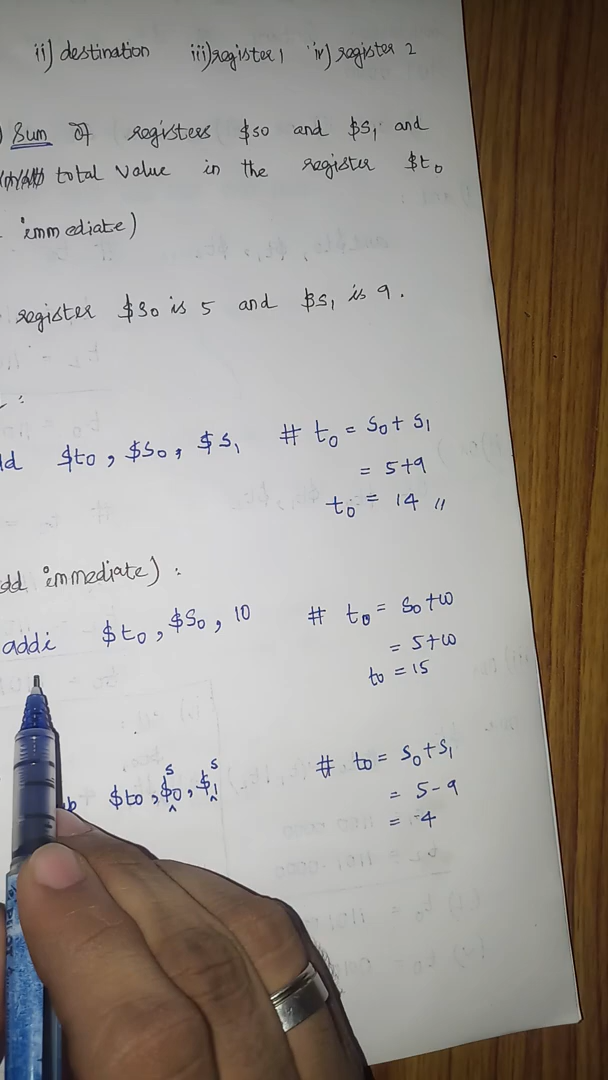 ii) destination iii) register 1 iv) register 2
) Sum of registers $s0 and $s1 and
total value in the register $t0
immediate)
register $s0 is 5 and $s1 is 9.
:
dd $t0, $s0, $s1 # t0 = s0 + s1
= 5+9
t0 = 14 //
dd immediate) :
addi $t0, $s0, 10 # t0 = s0 + 10
= 5+10
t0 = 15
b $t0, $s0, $s1 # t0 = s0 + s1
= 5 - 9
= -4